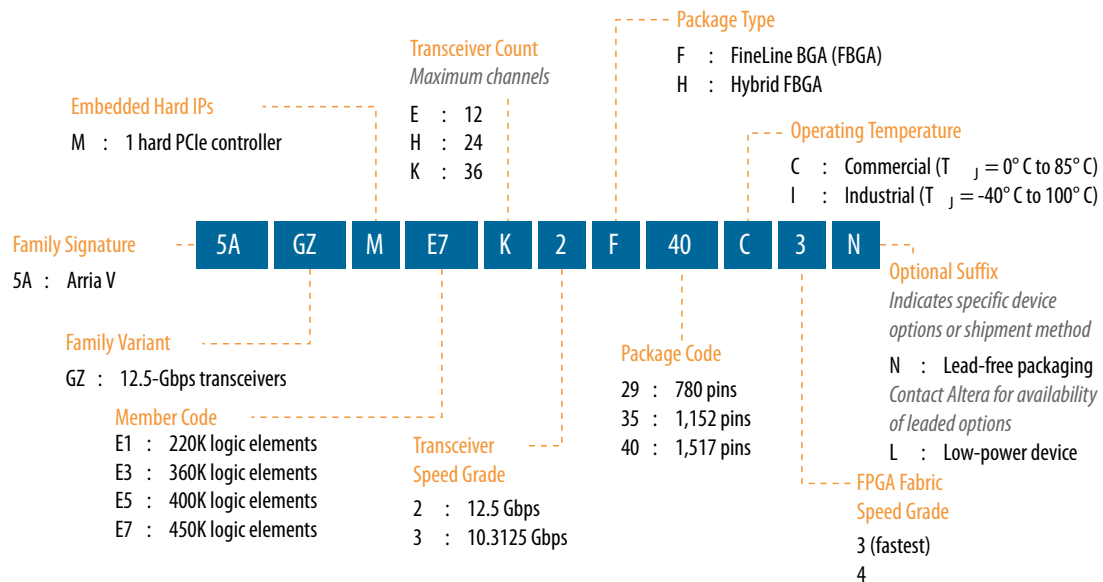 Package Type
F : FineLine BGA (FBGA)
H : Hybrid FBGA
Transceiver Count
Maximum channels
E : 12
H : 24
K : 36
Embedded Hard IPs
M : 1 hard PCIe controller
Operating Temperature
C : Commercial (T J = 0° C to 85° C)
I : Industrial (T J = -40° C to 100° C)
Family Signature
5A : Arria V
5A GZ M E7 K 2 F 40 C 3 N
Optional Suffix
Indicates specific device
options or shipment method
N : Lead-free packaging
Contact Altera for availability
of leaded options
L : Low-power device
Family Variant
GZ : 12.5-Gbps transceivers
Member Code
E1 : 220K logic elements
E3 : 360K logic elements
E5 : 400K logic elements
E7 : 450K logic elements
Transceiver
Speed Grade
2 : 12.5 Gbps
3 : 10.3125 Gbps
Package Code
29 : 780 pins
35 : 1,152 pins
40 : 1,517 pins
FPGA Fabric
Speed Grade
3 (fastest)
4